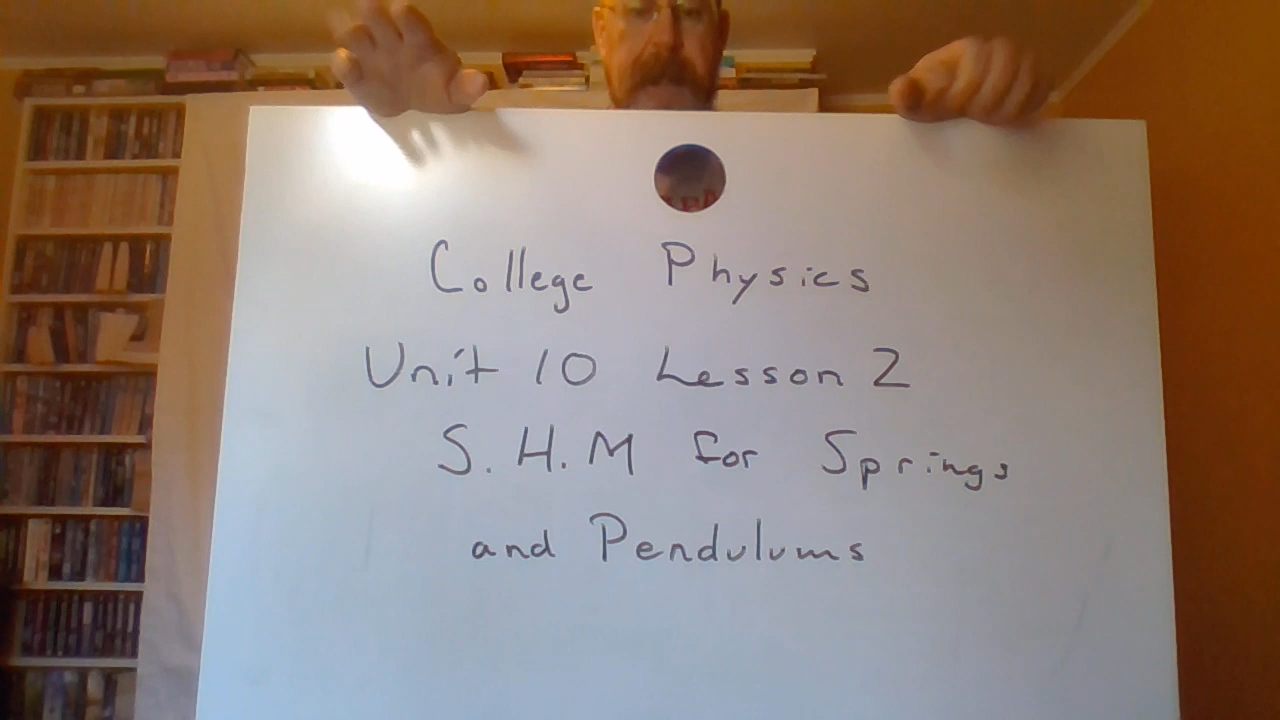 College Physics
Unit 10 Lesson 2
S.H.M for Springs
and Pendulums